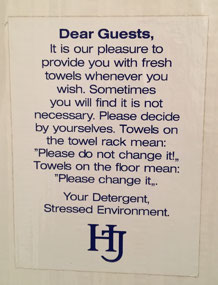 Dear Guests,
It is our pleasure to
provide you with fresh
towels whenever you
wish. Sometimes
you will find it is not
necessary. Please decide
by yourselves. Towels on
the towel rack mean:
"Please do not change it!„
Towels on the floor mean:
"Please change it„.
Your Detergent,
Stressed Environment.
HJ